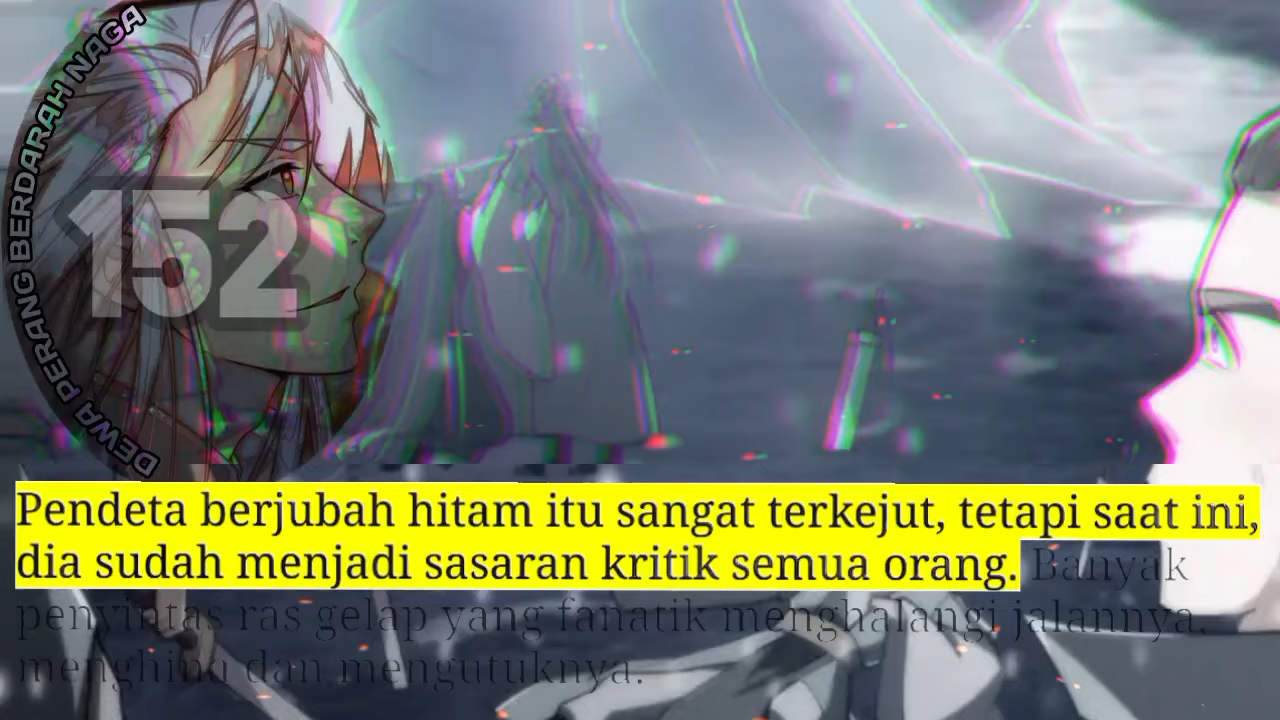 DEWA PERANG BERDARAH NAGA
152
Pendeta berjubah hitam itu sangat terkejut, tetapi saat ini,
dia sudah menjadi sasaran kritik semua orang. Banyak
penyintas ras gelap yang fanatik menghalangi jalannya,
menghina dan mengutuknya.